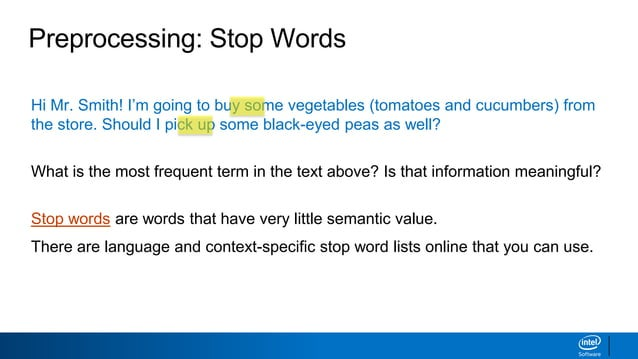 Preprocessing: Stop Words
Hi Mr. Smith! I’m going to buy some vegetables (tomatoes and cucumbers) from
the store. Should I pick up some black-eyed peas as well?
What is the most frequent term in the text above? Is that information meaningful?
Stop words are words that have very little semantic value.
There are language and context-specific stop word lists online that you can use.
intel
Software